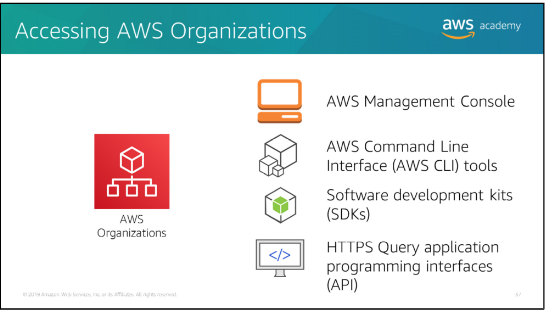 Accessing AWS Organizations
aws academy
AWS Management Console
AWS Command Line
Interface (AWS CLI) tools
Software development kits
(SDKs)
</>
HTTPS Query application
programming interfaces
(API)
AWS
Organizations
© 2019 Amazon Web Services, Inc. or its Affiliates. All rights reserved.